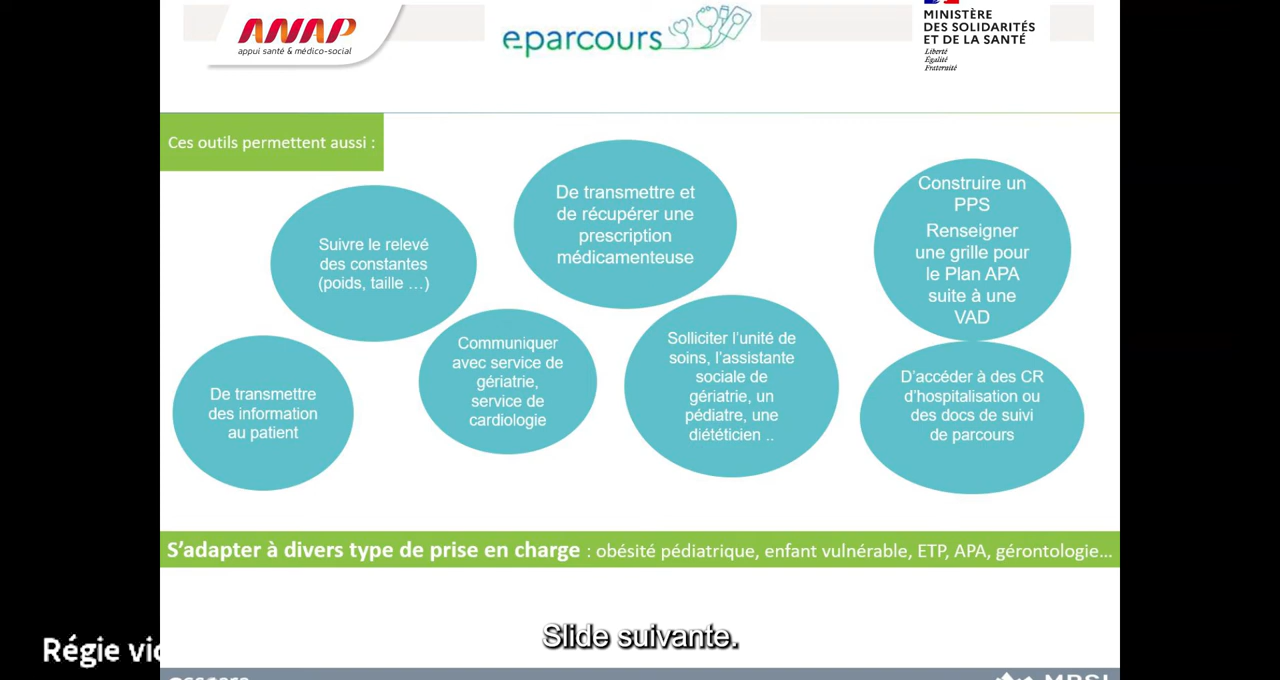 ANAP
appui santé & médico-social
e-parcours
MINISTÈRE
DES SOLIDARITÉS
ET DE LA SANTÉ
Liberté
Égalité
Fraternité
Ces outils permettent aussi :
Suivre le relevé
des constantes
(poids, taille …)
De transmettre et
de récupérer une
prescription
médicamenteuse
Construire un
PPS
Renseigner
une grille pour
le Plan APA
suite à une
VAD
De transmettre
des information
au patient
Communiquer
avec service de
gériatrie,
service de
cardiologie
Solliciter l’unité de
soins, l’assistante
sociale de
gériatrie, un
pédiatre, une
diététicien ..
D’accéder à des CR
d’hospitalisation ou
des docs de suivi
de parcours
S’adapter à divers type de prise en charge : obésité pédiatrique, enfant vulnérable, ETP, APA, gérontologie…
Slide suivante.
Régie vi